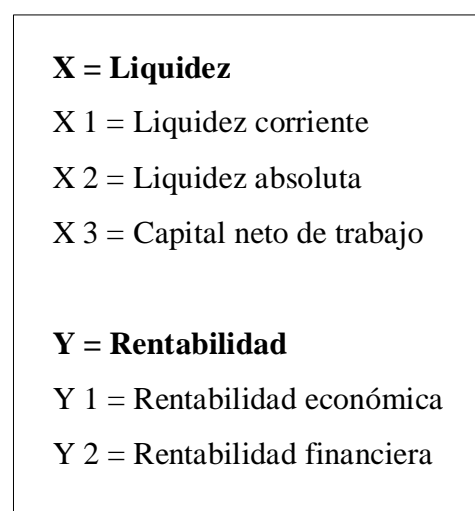 X = Liquidez
X 1 = Liquidez corriente
X 2 = Liquidez absoluta
X 3 = Capital neto de trabajo
Y = Rentabilidad
Y 1 = Rentabilidad económica
Y 2 = Rentabilidad financiera